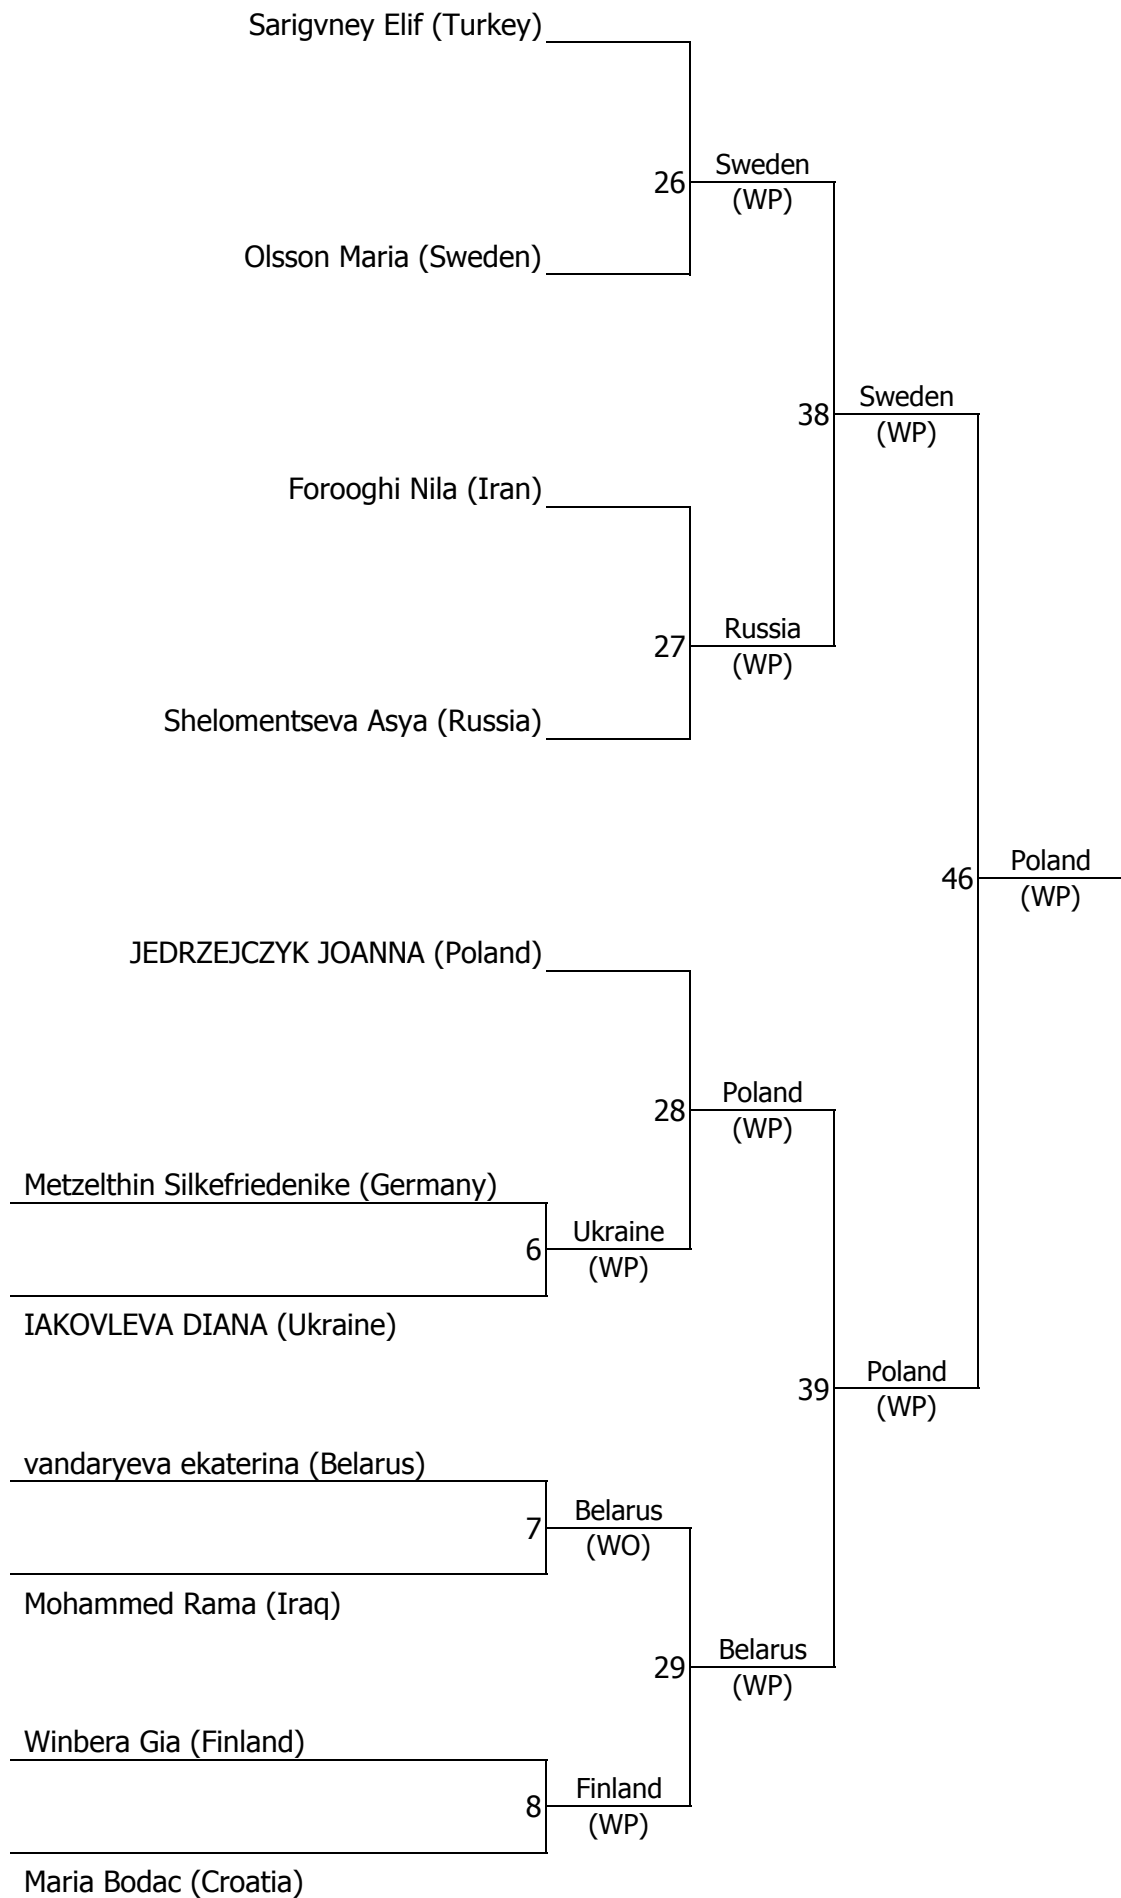 Sarigvney Elif (Turkey)
26
Sweden
(WP)
Olsson Maria (Sweden)
38
Sweden
(WP)
Forooghi Nila (Iran)
27
Russia
(WP)
Shelomentseva Asya (Russia)
46
Poland
(WP)
JEDRZEJCZYK JOANNA (Poland)
28
Poland
(WP)
Metzelthin Silkefriedenike (Germany)
6
Ukraine
(WP)
IAKOVLEVA DIANA (Ukraine)
39
Poland
(WP)
vandaryeva ekaterina (Belarus)
7
Belarus
(WO)
Mohammed Rama (Iraq)
29
Belarus
(WP)
Winbera Gia (Finland)
8
Finland
(WP)
Maria Bodac (Croatia)